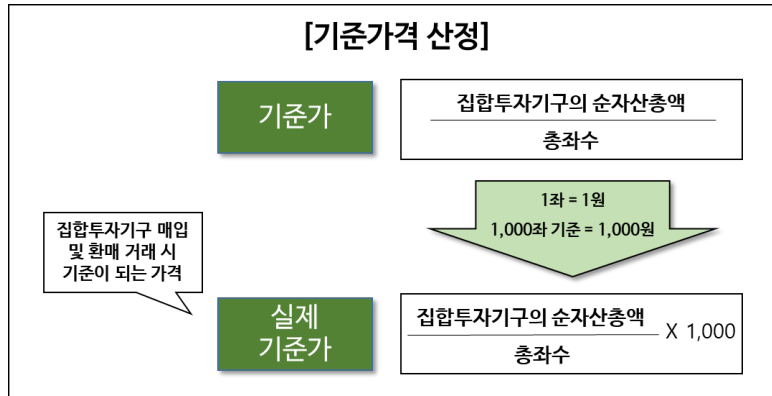 [기준가격 산정]
기준가
집합투자기구의 순자산총액
총좌수
1좌 = 1원
1,000좌 기준 = 1,000원
집합투자기구 매입
및 환매 거래 시
기준이 되는 가격
실제
기준가
집합투자기구의 순자산총액
총좌수
X 1,000